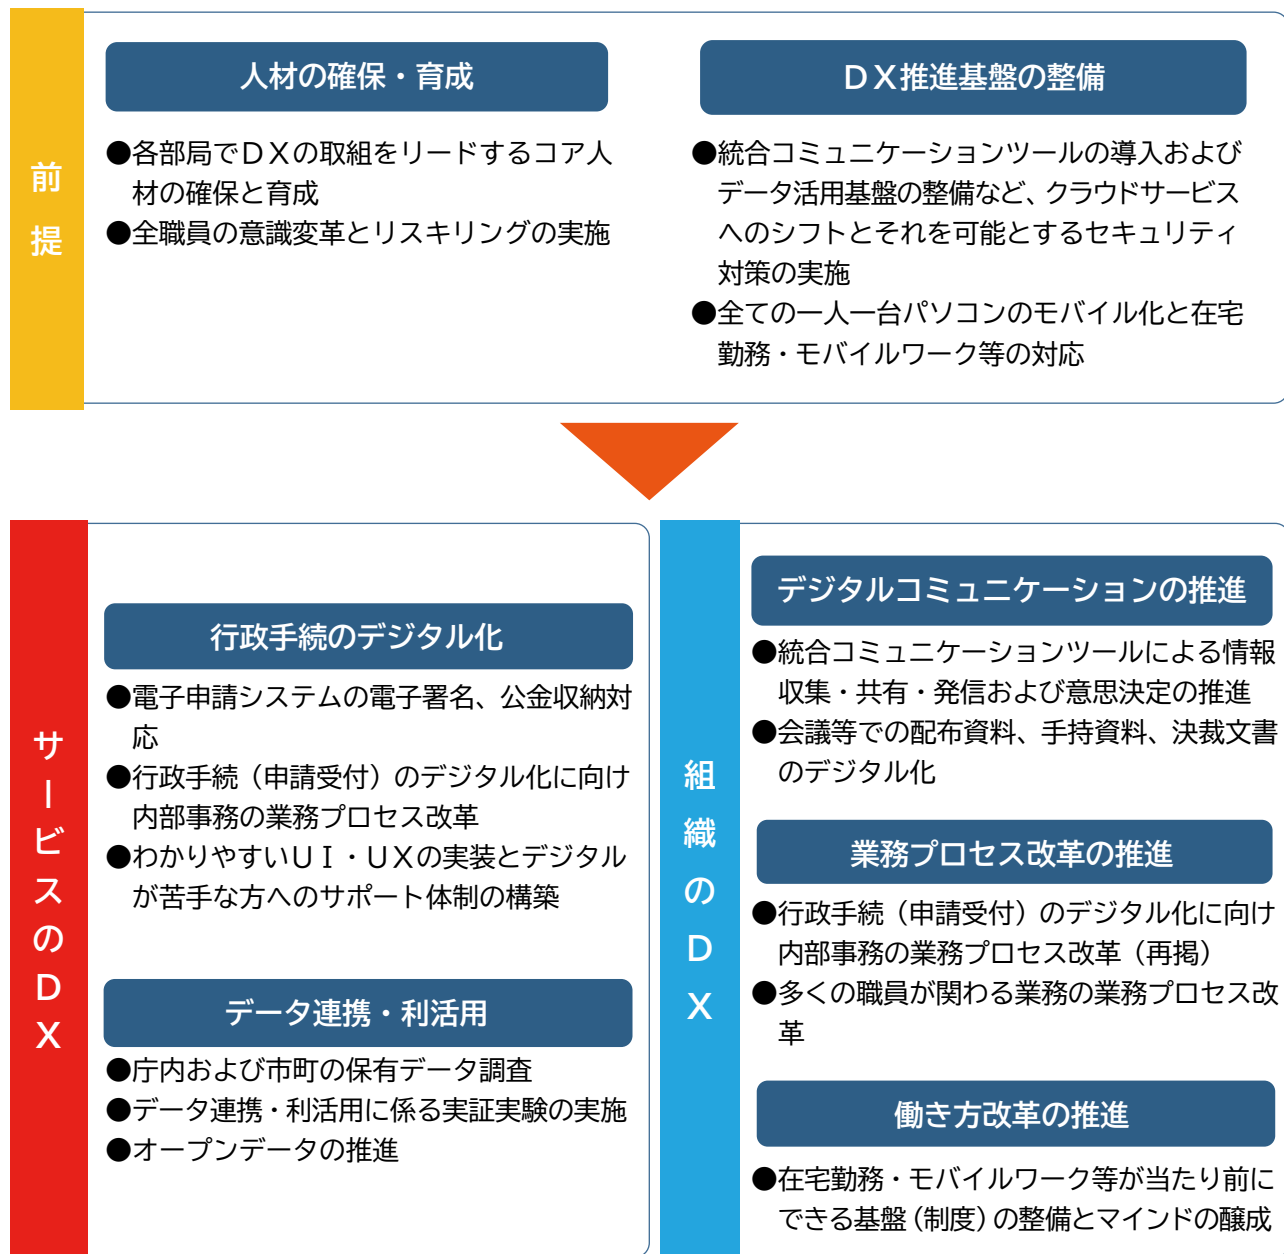 前提
人材の確保・育成
●各部局でＤＸの取組をリードするコア人
材の確保と育成
●全職員の意識変革とリスキリングの実施
ＤＸ推進基盤の整備
●統合コミュニケーションツールの導入および
データ活用基盤の整備など、クラウドサービス
へのシフトとそれを可能とするセキュリティ
対策の実施
●全ての一人一台パソコンのモバイル化と在宅
勤務・モバイルワーク等の対応
サービスのＤＸ
行政手続のデジタル化
●電子申請システムの電子署名、公金収納対
応
●行政手続（申請受付）のデジタル化に向け
内部事務の業務プロセス改革
●わかりやすいＵＩ・ＵＸの実装とデジタル
が苦手な方へのサポート体制の構築
データ連携・利活用
●庁内および市町の保有データ調査
●データ連携・利活用に係る実証実験の実施
●オープンデータの推進
組織のＤＸ
デジタルコミュニケーションの推進
●統合コミュニケーションツールによる情報
収集・共有・発信および意思決定の推進
●会議等での配布資料、手持資料、決裁文書
のデジタル化
業務プロセス改革の推進
●行政手続（申請受付）のデジタル化に向け
内部事務の業務プロセス改革（再掲）
●多くの職員が関わる業務の業務プロセス改
革
働き方改革の推進
●在宅勤務・モバイルワーク等が当たり前に
できる基盤（制度）の整備とマインドの醸成